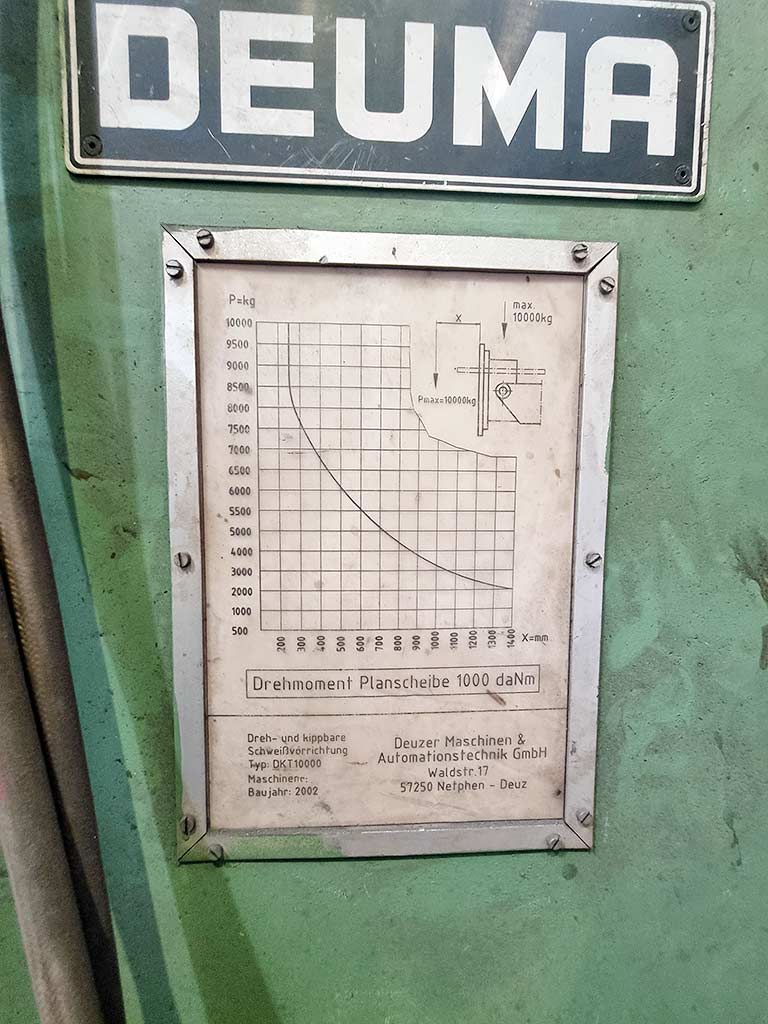 DEUMA
P=kg
max.
10000kg
x
Pmax=10000kg
10000
9500
9000
8500
8000
7500
7000
6500
6000
5500
5000
4000
3000
2000
1000
500
200 300 400 500 600 700 800 900 1000 1100 1200 1300 1400 X=mm
Drehmoment Planscheibe 1000 daNm
Dreh- und kippbare
Schweißvorrichtung
Typ: DKT10000
Maschinenr:
Baujahr: 2002
Deuzer Maschinen &
Automationstechnik GmbH
Waldstr.17
57250 Netphen - Deuz